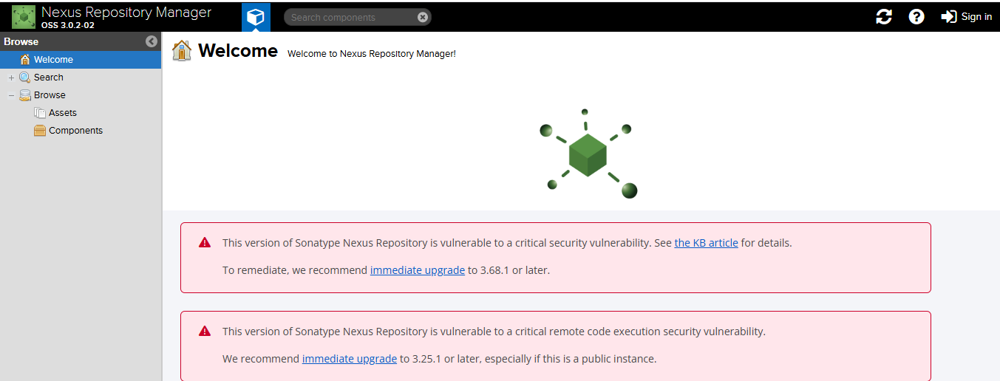 Nexus Repository Manager
OSS 3.0.2-02
Search components
Sign in
Browse
Welcome
Search
Browse
Assets
Components
Welcome Welcome to Nexus Repository Manager!
This version of Sonatype Nexus Repository is vulnerable to a critical security vulnerability. See the KB article for details.
To remediate, we recommend immediate upgrade to 3.68.1 or later.
This version of Sonatype Nexus Repository is vulnerable to a critical remote code execution security vulnerability.
We recommend immediate upgrade to 3.25.1 or later, especially if this is a public instance.